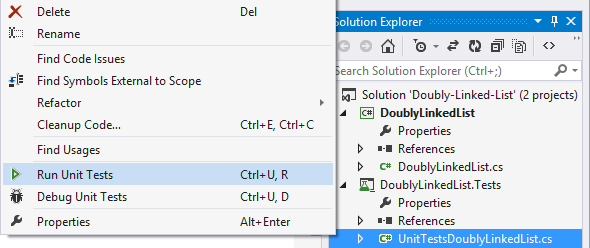 Delete Del
Rename
Find Code Issues
Find Symbols External to Scope
Refactor
Cleanup Code... Ctrl+E, Ctrl+C
Find Usages
Run Unit Tests Ctrl+U, R
Debug Unit Tests Ctrl+U, D
Properties Alt+Enter
Solution Explorer
Search Solution Explorer (Ctrl+;)
Solution 'Doubly-Linked-List' (2 projects)
C# DoublyLinkedList
Properties
References
C# DoublyLinkedList.cs
DoublyLinkedList.Tests
Properties
References
C# UnitTestsDoublyLinkedList.cs